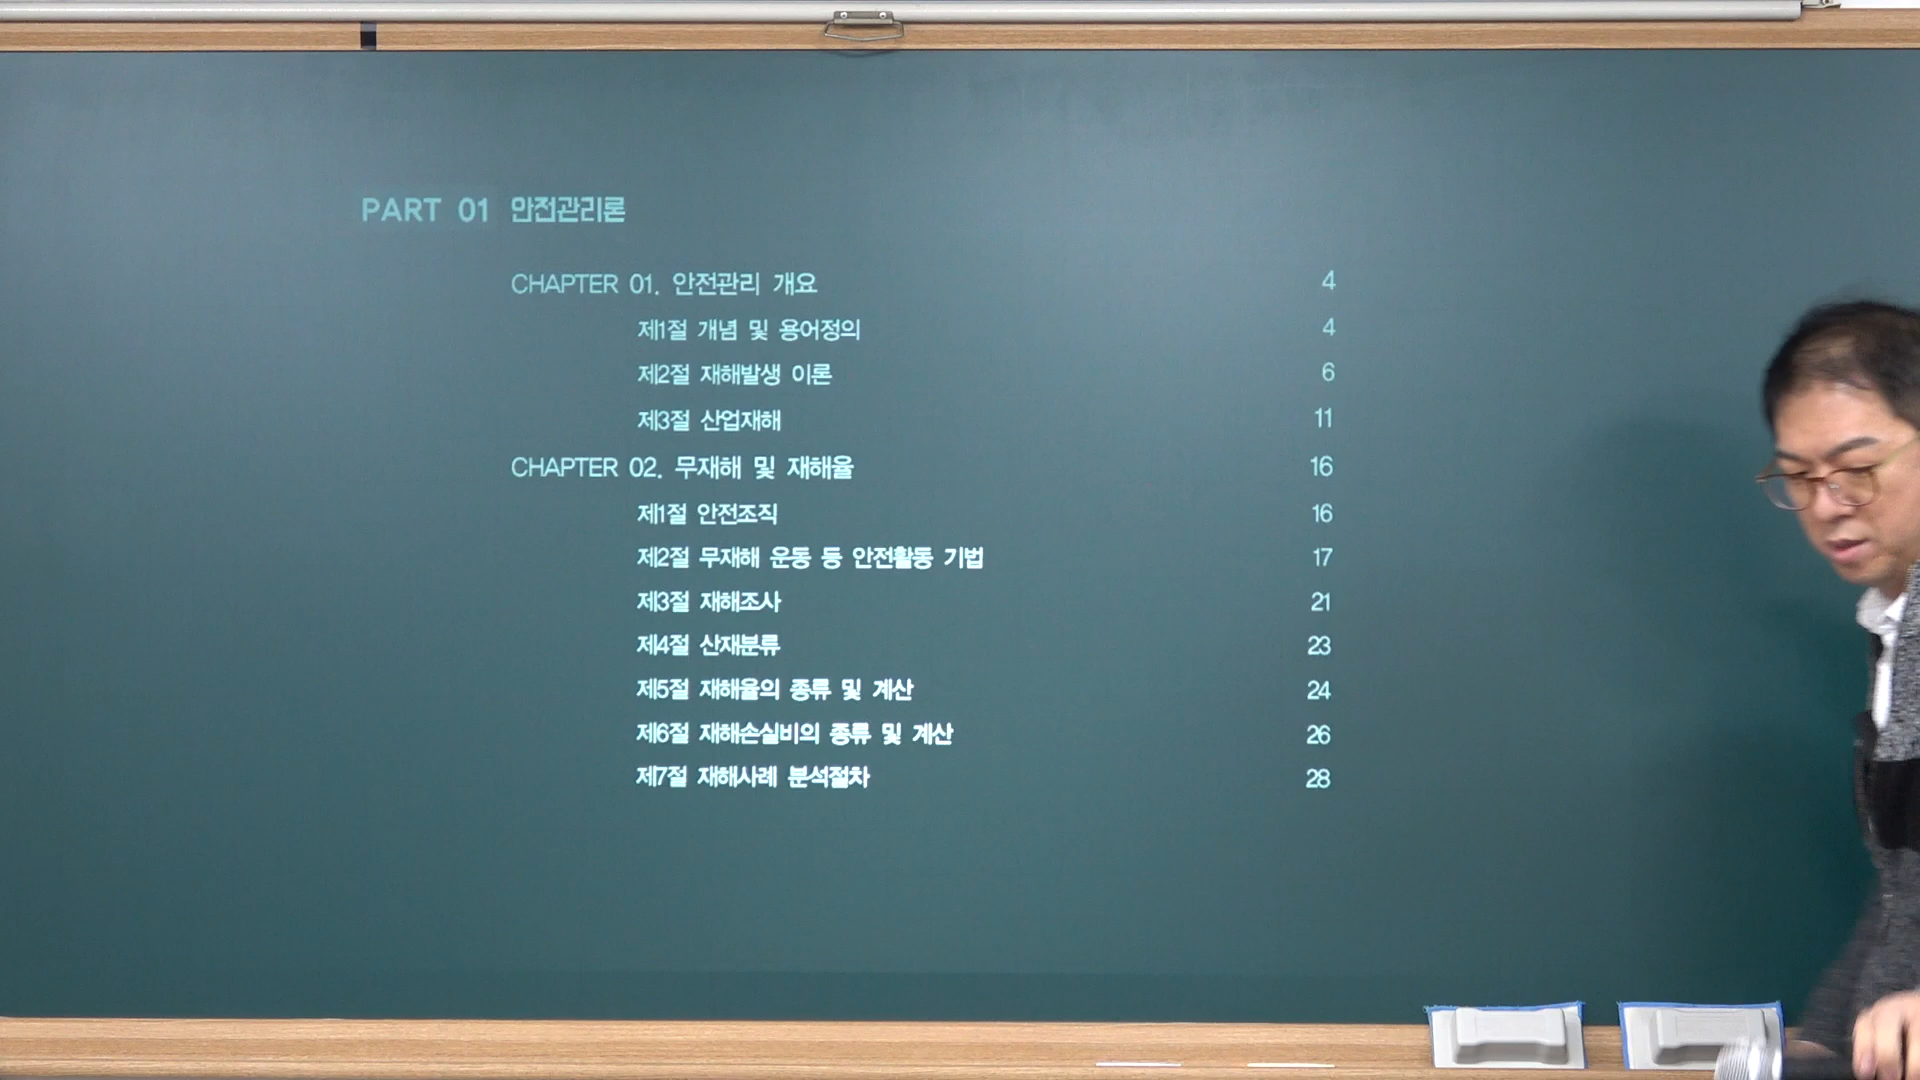 PART 01 안전관리론
CHAPTER 01. 안전관리 개요 4
제1절 개념 및 용어정의 4
제2절 재해발생 이론 6
제3절 산업재해 11
CHAPTER 02. 무재해 및 재해율 16
제1절 안전조직 16
제2절 무재해 운동 등 안전활동 기법 17
제3절 재해조사 21
제4절 산재분류 23
제5절 재해율의 종류 및 계산 24
제6절 재해손실비의 종류 및 계산 26
제7절 재해사례 분석절차 28